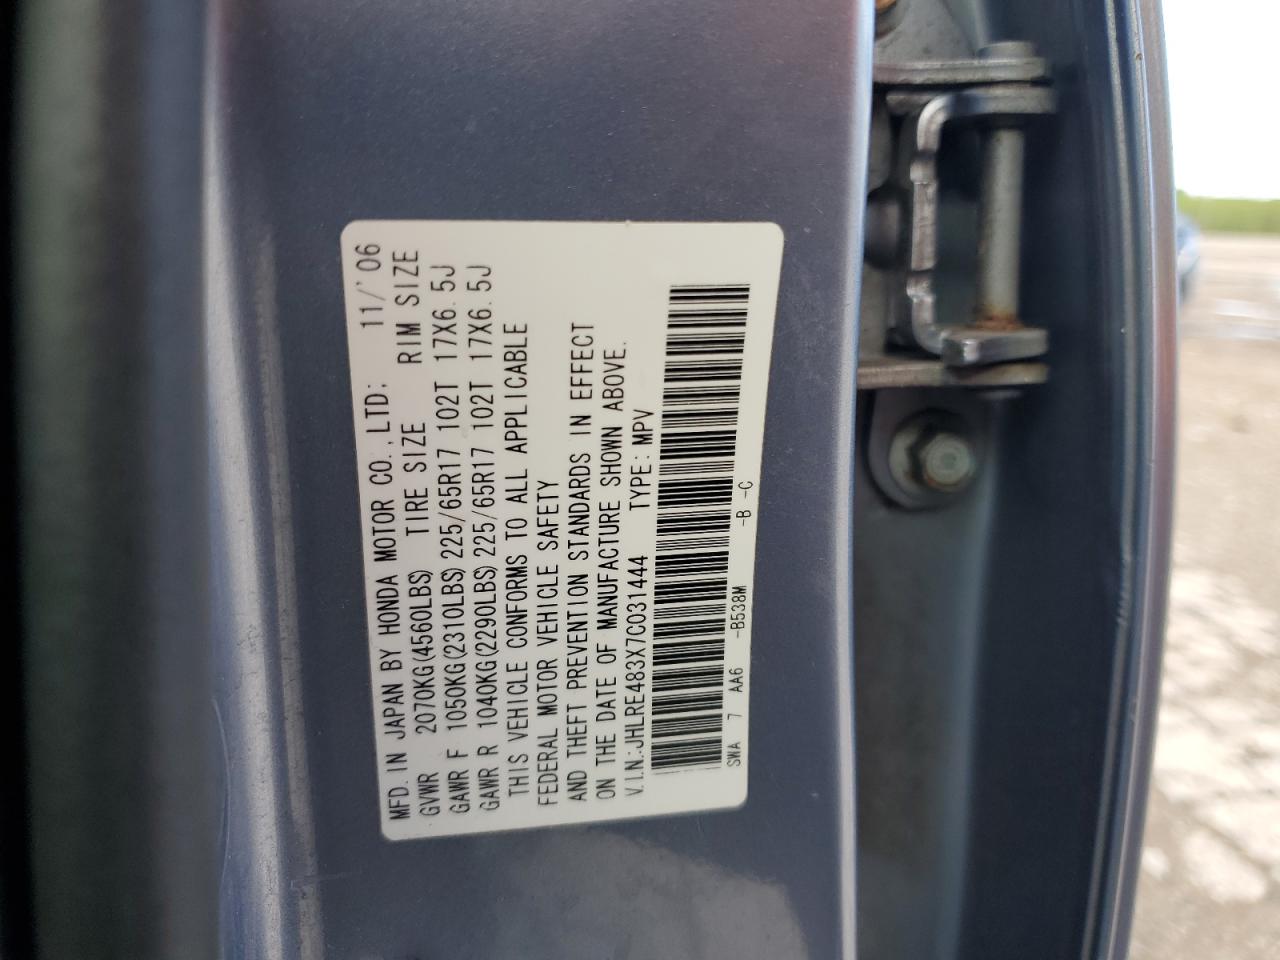 MFD. IN JAPAN BY HONDA MOTOR CO.,LTD: 11/'06
GVWR 2070KG(4560LBS) TIRE SIZE RIM SIZE
GAWR F 1050KG(2310LBS)225/65R17 102T 17X6.5J
GAWR R 1040KG(2290LBS)225/65R17 102T 17X6.5J
THIS VEHICLE CONFORMS TO ALL APPLICABLE
FEDERAL MOTOR VEHICLE SAFETY
AND THEFT PREVENTION STANDARDS IN EFFECT
ON THE DATE OF MANUFACTURE SHOWN ABOVE.
V.I.N.:JHLRE483X7C031444 TYPE:MPV
SWA 7 AA6 -B538M -B -C